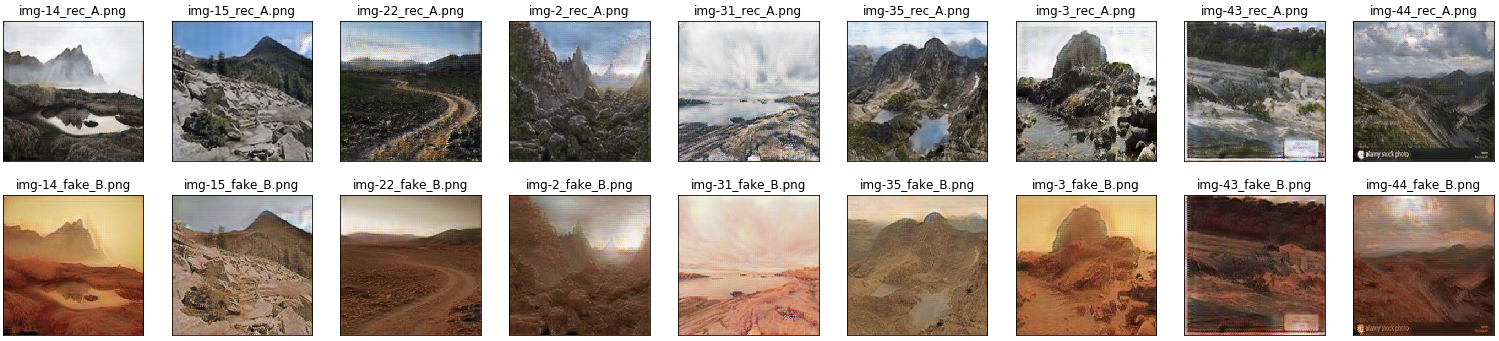 img-14_rec_A.png
img-15_rec_A.png
img-22_rec_A.png
img-2_rec_A.png
img-31_rec_A.png
img-35_rec_A.png
img-3_rec_A.png
img-43_rec_A.png
img-44_rec_A.png
stock photo
img-14_fake_B.png
img-15_fake_B.png
img-22_fake_B.png
img-2_fake_B.png
img-31_fake_B.png
img-35_fake_B.png
img-3_fake_B.png
img-43_fake_B.png
img-44_fake_B.png
stock photo